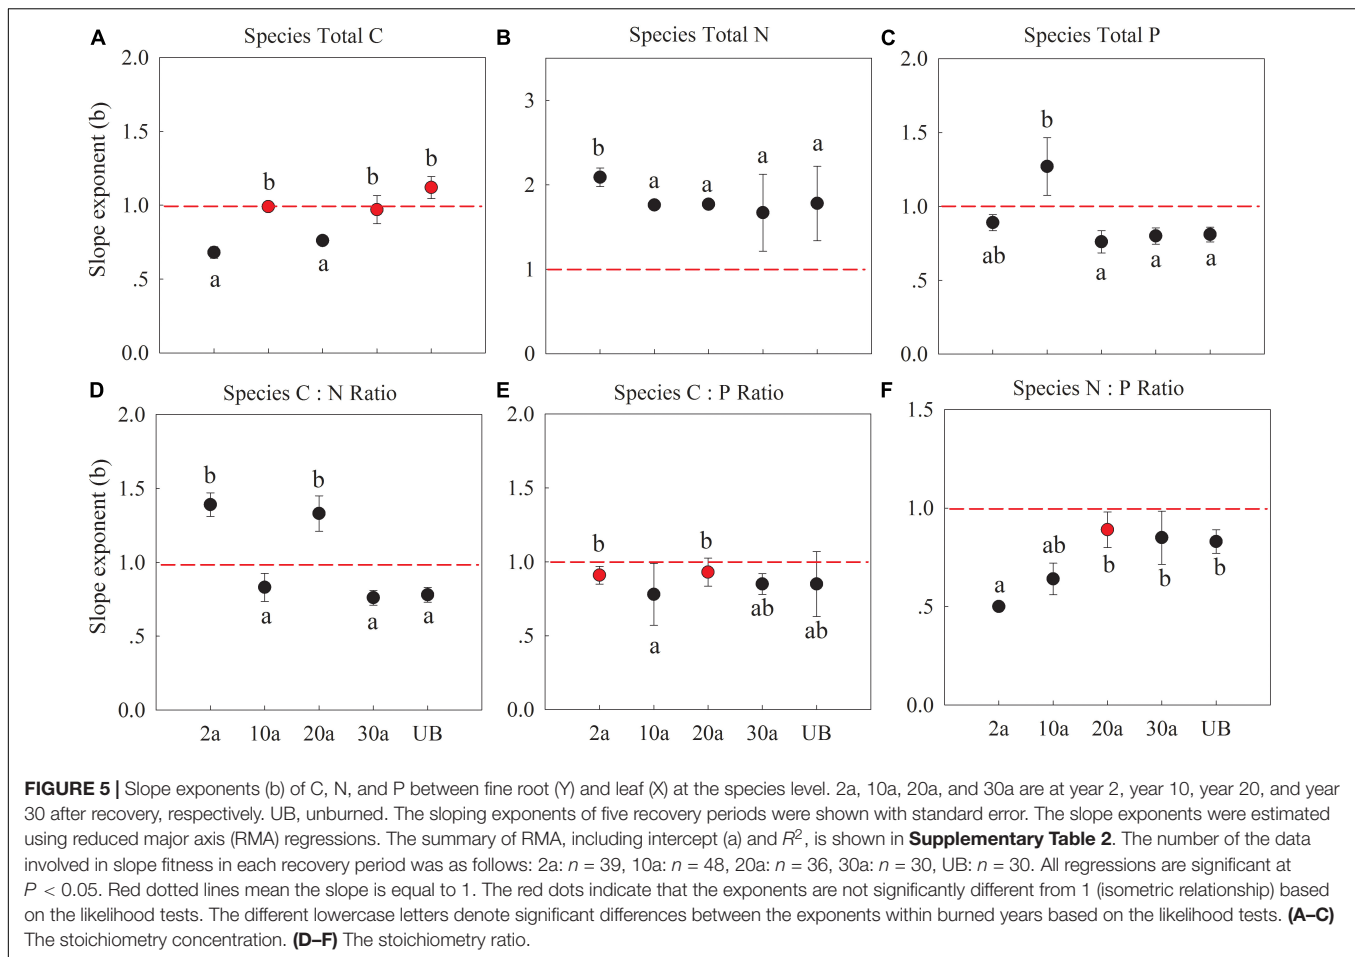 A Species Total C
B Species Total N
C Species Total P
Slope exponent (b)
2.0
1.5
1.0
.5
0.0
a
b
a
b
b
3
2
1
0
b
a
a
a
a
2.0
1.5
1.0
.5
0.0
ab
b
a
a
a
D Species C : N Ratio
E Species C : P Ratio
F Species N : P Ratio
Slope exponent (b)
2.0
1.5
1.0
.5
0.0
b
a
b
a
a
2a 10a 20a 30a UB
2.0
1.5
1.0
.5
0.0
b
a
b
ab
ab
2a 10a 20a 30a UB
1.5
1.0
.5
0.0
a
ab
b
b
b
2a 10a 20a 30a UB
FIGURE 5 | Slope exponents (b) of C, N, and P between fine root (Y) and leaf (X) at the species level. 2a, 10a, 20a, and 30a are at year 2, year 10, year 20, and year
30 after recovery, respectively. UB, unburned. The sloping exponents of five recovery periods were shown with standard error. The slope exponents were estimated
using reduced major axis (RMA) regressions. The summary of RMA, including intercept (a) and R², is shown in Supplementary Table 2. The number of the data
involved in slope fitness in each recovery period was as follows: 2a: n = 39, 10a: n = 48, 20a: n = 36, 30a: n = 30, UB: n = 30. All regressions are significant at
P < 0.05. Red dotted lines mean the slope is equal to 1. The red dots indicate that the exponents are not significantly different from 1 (isometric relationship) based
on the likelihood tests. The different lowercase letters denote significant differences between the exponents within burned years based on the likelihood tests. (A–C)
The stoichiometry concentration. (D–F) The stoichiometry ratio.